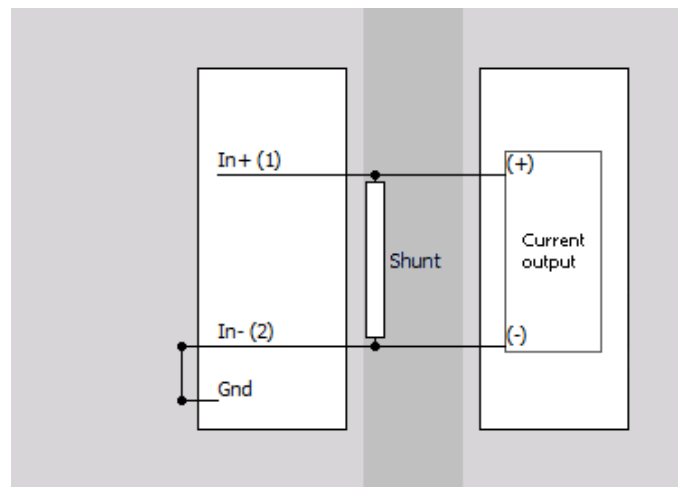 In+ (1)
(+)
Current
output
Shunt
In- (2)
(-)
Gnd